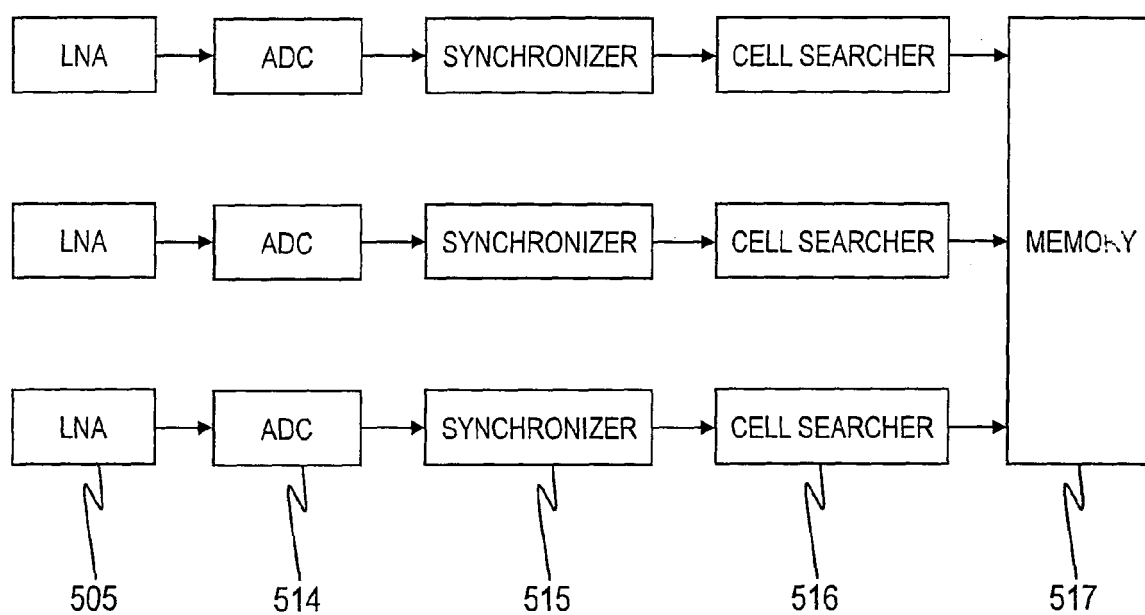 LNA ADC SYNCHRONIZER CELL SEARCHER
LNA ADC SYNCHRONIZER CELL SEARCHER MEMORY
LNA ADC SYNCHRONIZER CELL SEARCHER
505 514 515 516 517